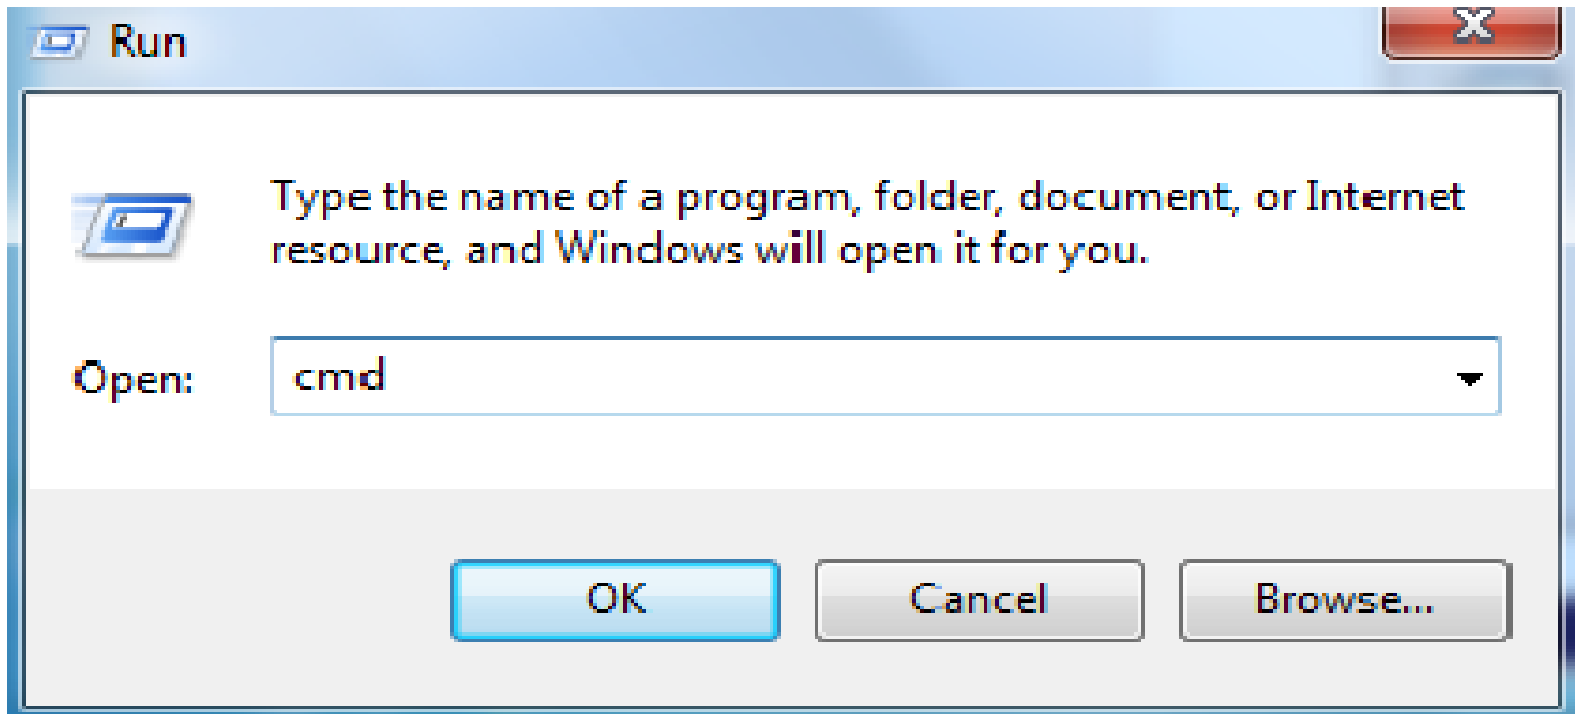 Run
Type the name of a program, folder, document, or Internet
resource, and Windows will open it for you.
Open: cmd
OK Cancel Browse...